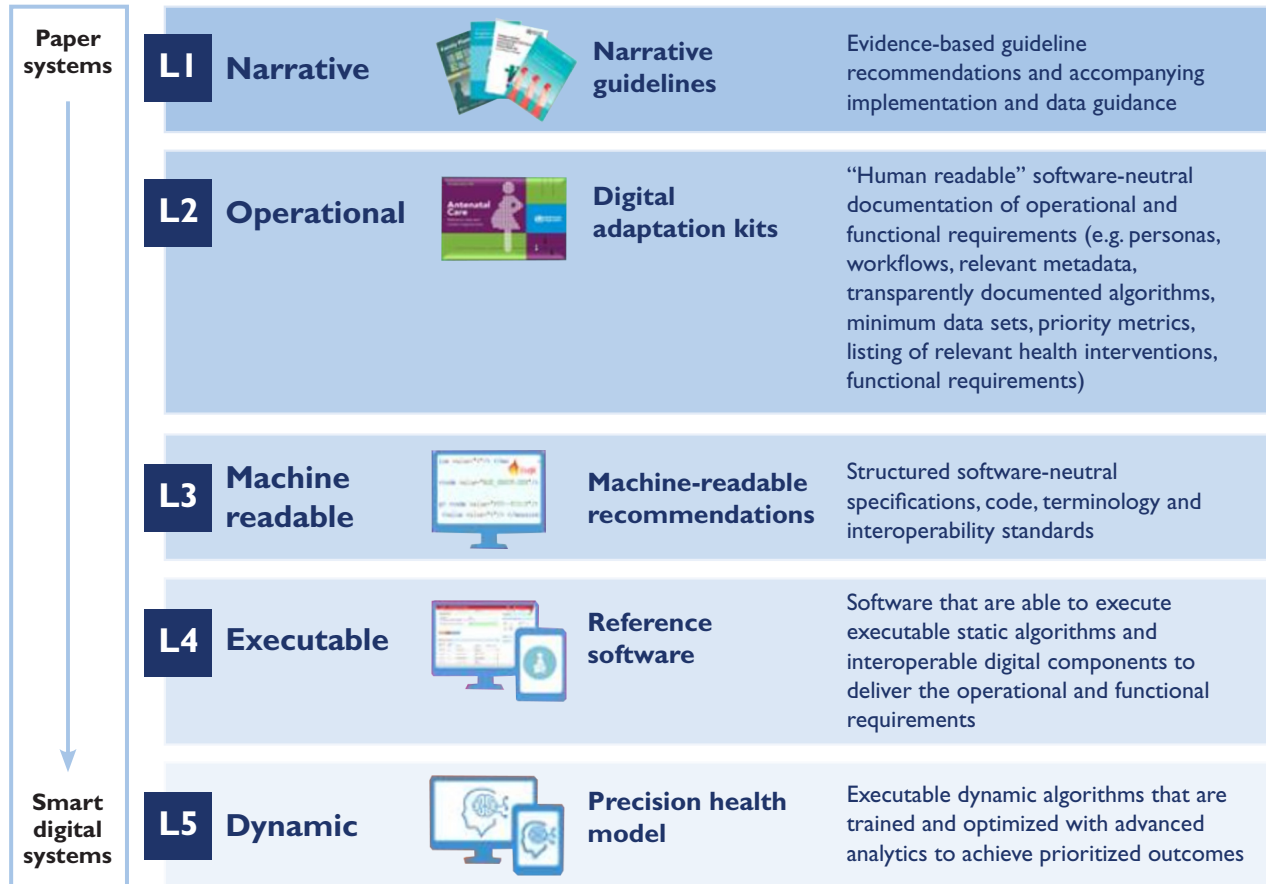 Paper
systems
Smart
digital
systems
L1
Narrative
Narrative
guidelines
Evidence-based guideline
recommendations and accompanying
implementation and data guidance
L2
Operational
Antenatal
Care
Digital
adaptation kits
“Human readable” software-neutral
documentation of operational and
functional requirements (e.g. personas,
workflows, relevant metadata,
transparently documented algorithms,
minimum data sets, priority metrics,
listing of relevant health interventions,
functional requirements)
L3
Machine
readable
Machine-readable
recommendations
Structured software-neutral
specifications, code, terminology and
interoperability standards
L4
Executable
Reference
software
Software that are able to execute
executable static algorithms and
interoperable digital components to
deliver the operational and functional
requirements
L5
Dynamic
Precision health
model
Executable dynamic algorithms that are
trained and optimized with advanced
analytics to achieve prioritized outcomes